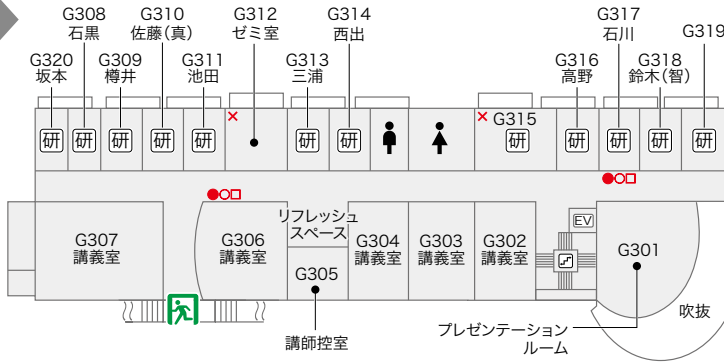 G308
石黒
G310
佐藤（真）
G312
ゼミ室
G314
西出
G317
石川
G319
G320
坂本
G309
樽井
G311
池田
G313
三浦
G316
高野
G318
鈴木（智）
G315
研
研
研
研
研
研
研
研
研
研
研
研
G307
講義室
G306
講義室
リフレッシュ
スペース
G305
講師控室
G304
講義室
G303
講義室
G302
講義室
EV
G301
プレゼンテーション
ルーム
吹抜